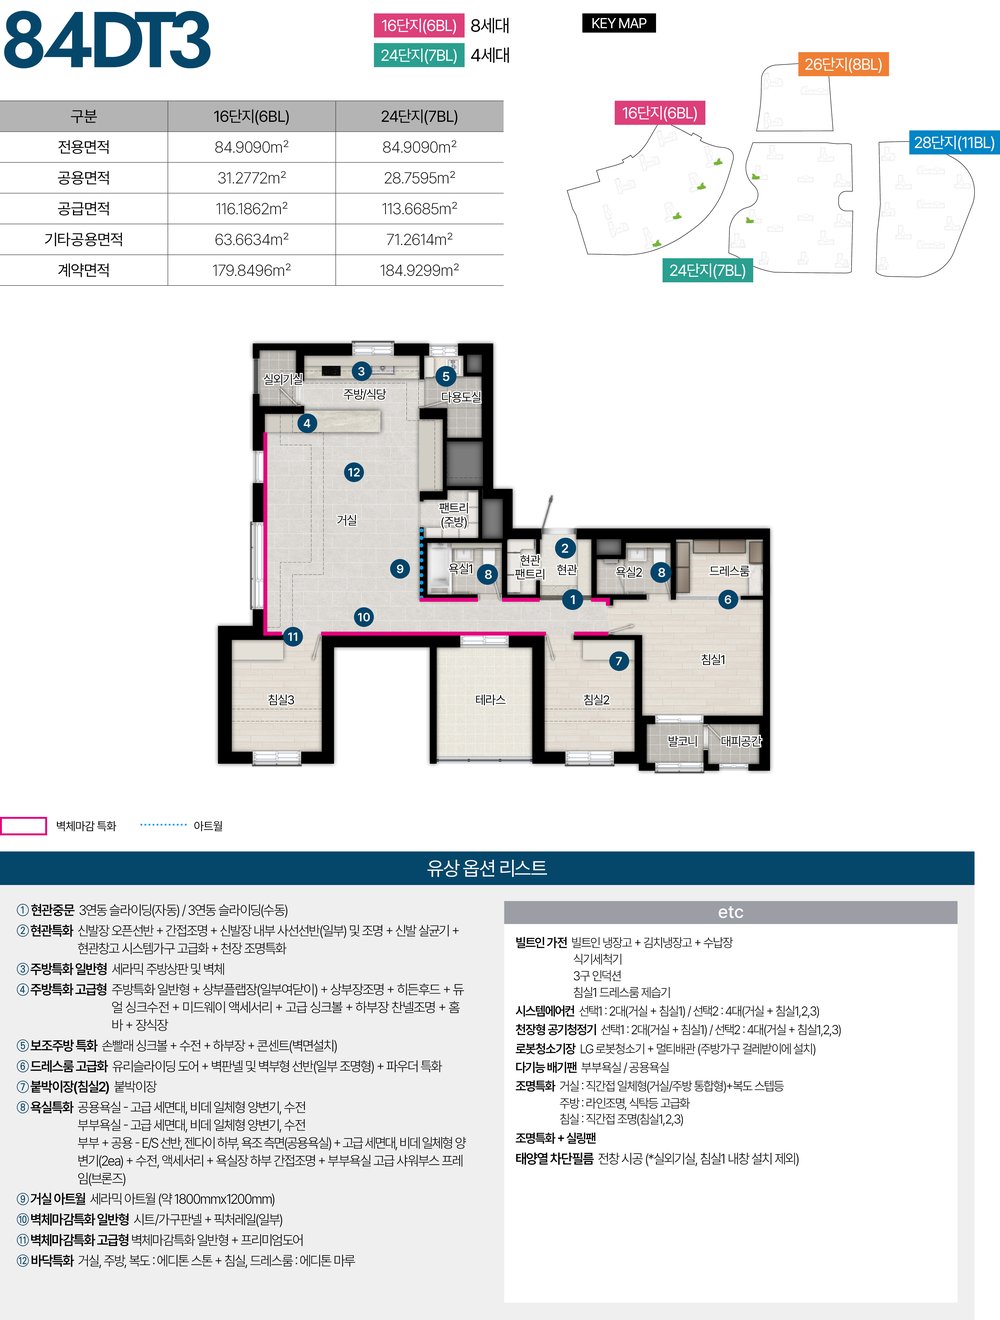 84DT3
16단지(6BL) 8세대
24단지(7BL) 4세대
KEY MAP
26단지(8BL)
16단지(6BL)
28단지(11BL)
24단지(7BL)
구분 16단지(6BL) 24단지(7BL)
전용면적 84.9090m² 84.9090m²
공용면적 31.2772m² 28.7595m²
공급면적 116.1862m² 113.6685m²
기타공용면적 63.6634m² 71.2614m²
계약면적 179.8496m² 184.9299m²
실외기실
3
주방/식당
5
다용도실
4
12
거실
팬트리
(주방)
9
욕실1
8
현관
팬트리
2
현관
욕실2
8
드레스룸
1
6
10
11
7
침실1
침실3
테라스
침실2
발코니
대피공간
벽체마감 특화
아트월
유상 옵션 리스트
① 현관중문 3연동 슬라이딩(자동) / 3연동 슬라이딩(수동)
② 현관특화 신발장 오픈선반 + 간접조명 + 신발장 내부 사선선반(일부) 및 조명 + 신발 살균기 +
현관창고 시스템가구 고급화 + 천장 조명특화
③ 주방특화 일반형 세라믹 주방상판 및 벽체
④ 주방특화 고급형 주방특화 일반형 + 상부플랩장(일부여닫이) + 상부장조명 + 히든후드 + 듀
얼 싱크수전 + 미드웨이 액세서리 + 고급 싱크볼 + 하부장 찬넬조명 + 홈
바 + 장식장
⑤ 보조주방 특화 손빨래 싱크볼 + 수전 + 하부장 + 콘센트(벽면설치)
⑥ 드레스룸 고급화 유리슬라이딩 도어 + 벽판넬 및 벽부형 선반(일부 조명형) + 파우더 특화
⑦ 붙박이장(침실2) 붙박이장
⑧ 욕실특화 공용욕실 - 고급 세면대, 비데 일체형 양변기, 수전
부부욕실 - 고급 세면대, 비데 일체형 양변기, 수전
부부 + 공용 - E/S 선반, 젠다이 하부, 욕조 측면(공용욕실) + 고급 세면대, 비데 일체형 양
변기(2ea) + 수전, 액세서리 + 욕실장 하부 간접조명 + 부부욕실 고급 샤워부스 프레
임(브론즈)
⑨ 거실 아트월 세라믹 아트월 (약 1800mmx1200mm)
⑩ 벽체마감특화 일반형 시트/가구판넬 + 픽처레일(일부)
⑪ 벽체마감특화 고급형 벽체마감특화 일반형 + 프리미엄도어
⑫ 바닥특화 거실, 주방, 복도 : 에디톤 스톤 + 침실, 드레스룸 : 에디톤 마루
etc
빌트인 가전 빌트인 냉장고 + 김치냉장고 + 수납장
식기세척기
3구 인덕션
침실1 드레스룸 제습기
시스템에어컨 선택1 : 2대(거실 + 침실1) / 선택2 : 4대(거실 + 침실1,2,3)
천장형 공기청정기 선택1 : 2대(거실 + 침실1) / 선택2 : 4대(거실 + 침실1,2,3)
로봇청소기장 LG 로봇청소기 + 멀티배관 (주방가구 걸레받이에 설치)
다기능 배기팬 부부욕실 / 공용욕실
조명특화 거실 : 직간접 일체형(거실/주방 통합형)+복도 스텝등
주방 : 라인조명, 식탁등 고급화
침실 : 직간접 조명(침실1,2,3)
조명특화 + 실링팬
태양열 차단필름 전창 시공 (*실외기실, 침실1 내창 설치 제외)